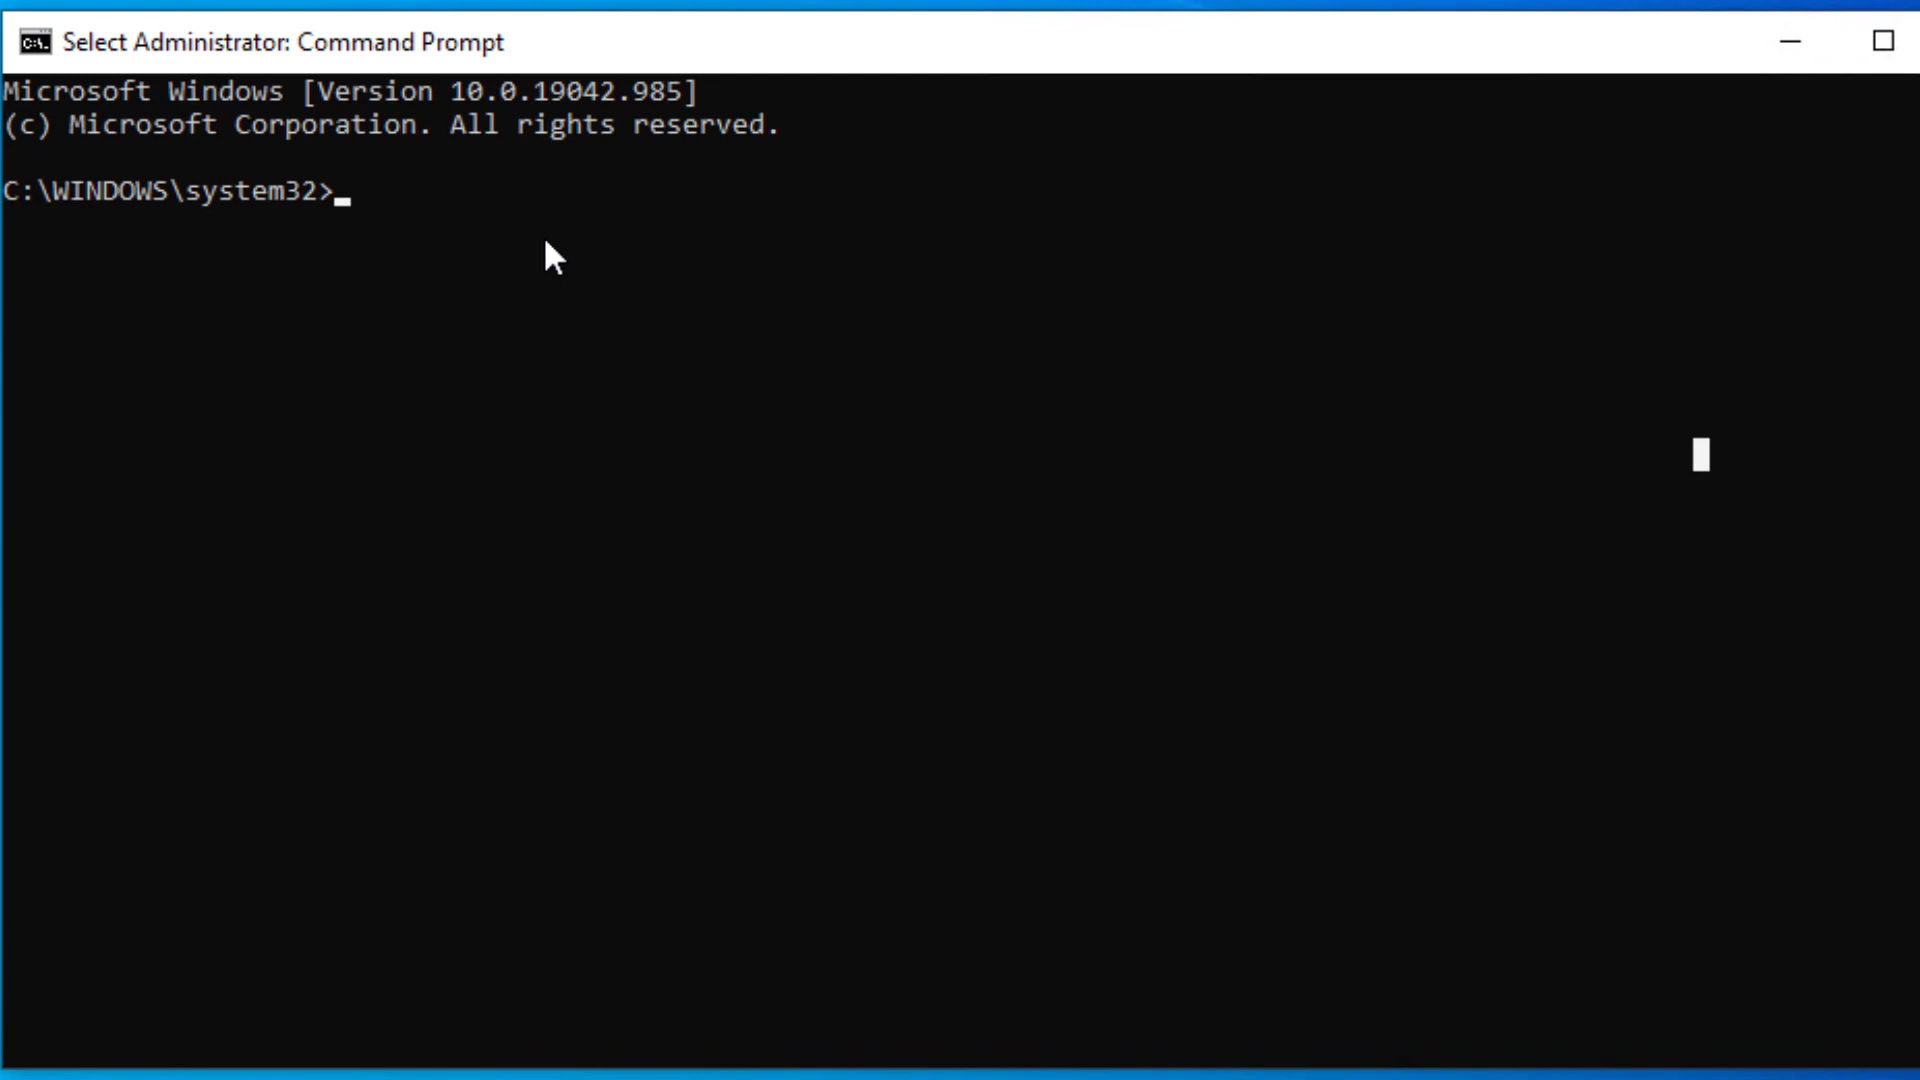 Select Administrator: Command Prompt
Microsoft Windows [Version 10.0.19042.985]
(c) Microsoft Corporation. All rights reserved.
C:\WINDOWS\system32>